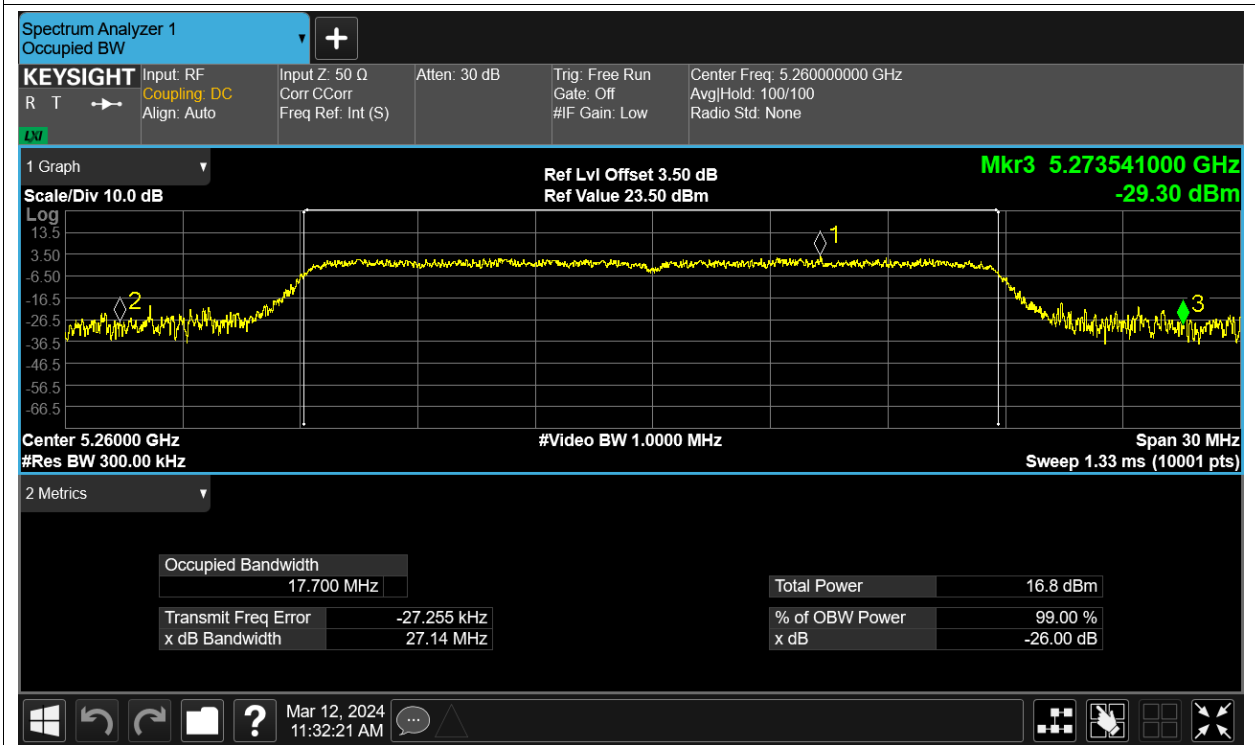 Spectrum Analyzer 1
Occupied BW
KEYSIGHT
R T
LXI
Input: RF
Coupling: DC
Align: Auto
Input Z: 50 Ω
Corr CCorr
Freq Ref: Int (S)
Atten: 30 dB
Trig: Free Run
Gate: Off
#IF Gain: Low
Center Freq: 5.260000000 GHz
Avg|Hold: 100/100
Radio Std: None
1 Graph
Scale/Div 10.0 dB
Ref Lvl Offset 3.50 dB
Ref Value 23.50 dBm
Mkr3 5.273541000 GHz
-29.30 dBm
Log
13.5
3.50
-6.50
-16.5
-26.5
-36.5
-46.5
-56.5
-66.5
1
2
3
Center 5.26000 GHz
#Res BW 300.00 kHz
#Video BW 1.0000 MHz
Span 30 MHz
Sweep 1.33 ms (10001 pts)
2 Metrics
Occupied Bandwidth
17.700 MHz
Transmit Freq Error -27.255 kHz
x dB Bandwidth 27.14 MHz
Total Power 16.8 dBm
% of OBW Power 99.00 %
x dB -26.00 dB
?
Mar 12, 2024
11:32:21 AM